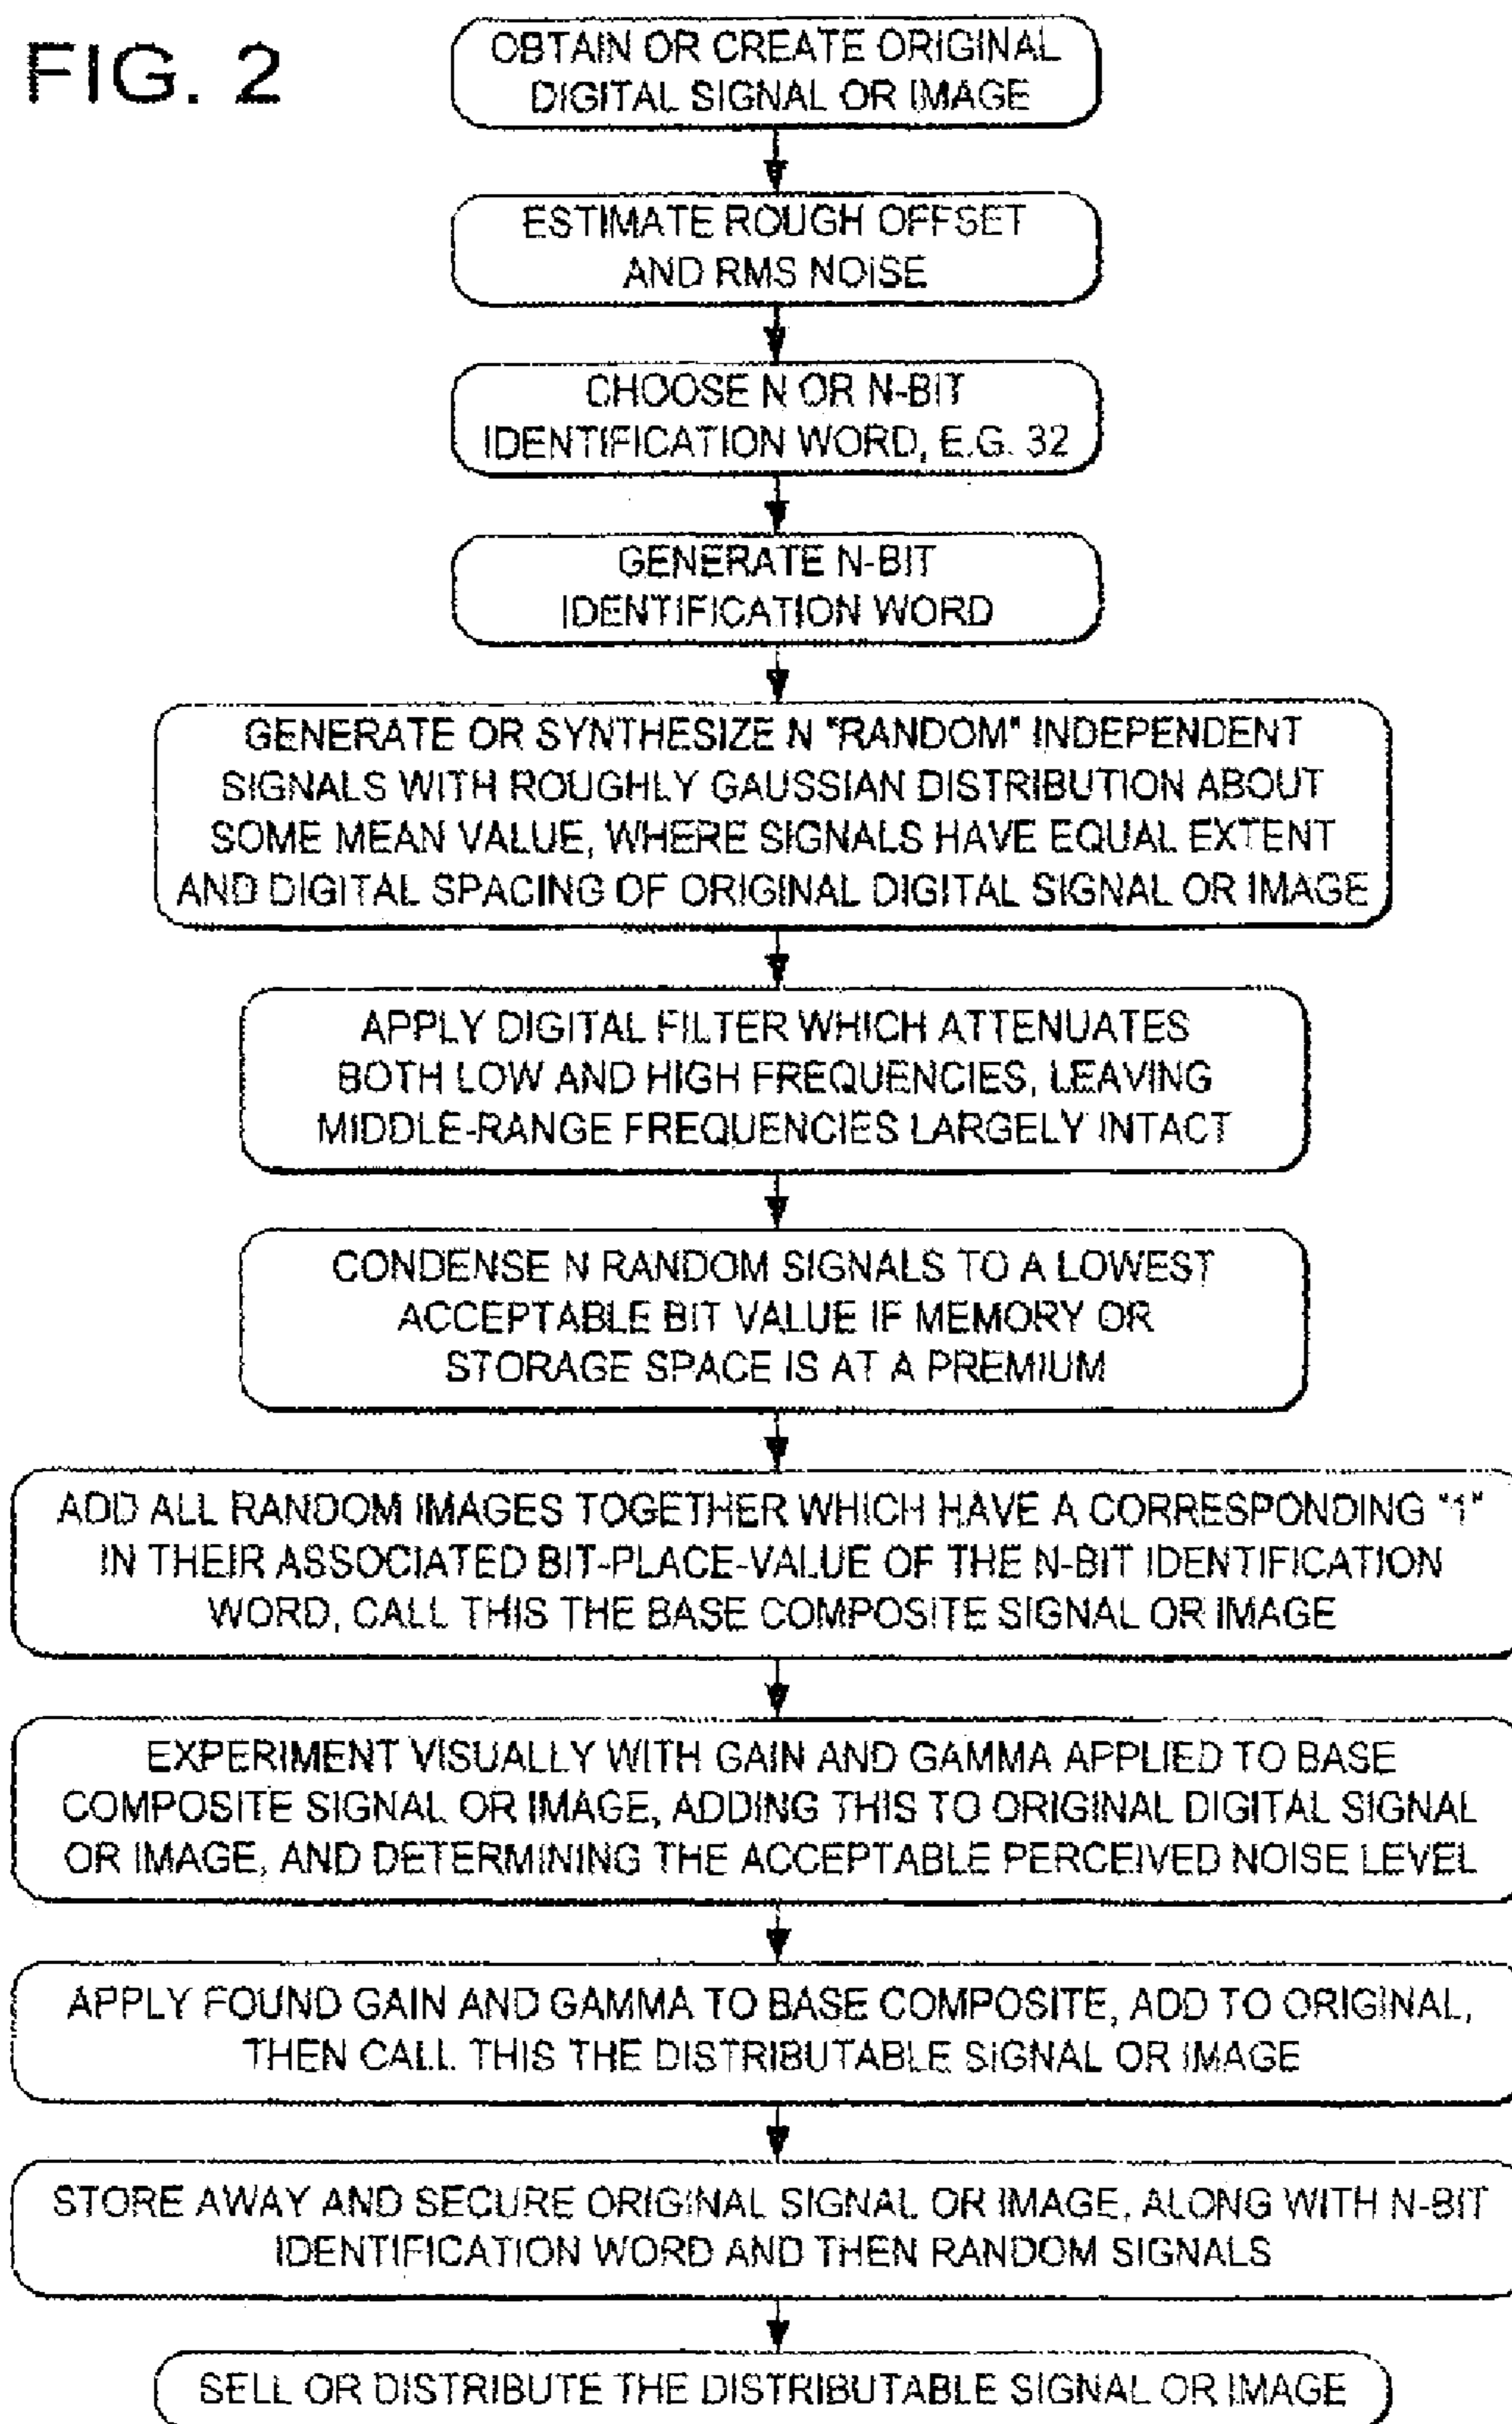 FIG. 2
OBTAIN OR CREATE ORIGINAL
DIGITAL SIGNAL OR IMAGE
ESTIMATE ROUGH OFFSET
AND RMS NOISE
CHOOSE N OR N-BIT
IDENTIFICATION WORD, E.G. 32
GENERATE N-BIT
IDENTIFICATION WORD
GENERATE OR SYNTHESIZE N "RANDOM" INDEPENDENT
SIGNALS WITH ROUGHLY GAUSSIAN DISTRIBUTION ABOUT
SOME MEAN VALUE, WHERE SIGNALS HAVE EQUAL EXTENT
AND DIGITAL SPACING OF ORIGINAL DIGITAL SIGNAL OR IMAGE
APPLY DIGITAL FILTER WHICH ATTENUATES
BOTH LOW AND HIGH FREQUENCIES, LEAVING
MIDDLE-RANGE FREQUENCIES LARGELY INTACT
CONDENSE N RANDOM SIGNALS TO A LOWEST
ACCEPTABLE BIT VALUE IF MEMORY OR
STORAGE SPACE IS AT A PREMIUM
ADD ALL RANDOM IMAGES TOGETHER WHICH HAVE A CORRESPONDING "1"
IN THEIR ASSOCIATED BIT-PLACE-VALUE OF THE N-BIT IDENTIFICATION
WORD, CALL THIS THE BASE COMPOSITE SIGNAL OR IMAGE
EXPERIMENT VISUALLY WITH GAIN AND GAMMA APPLIED TO BASE
COMPOSITE SIGNAL OR IMAGE, ADDING THIS TO ORIGINAL DIGITAL SIGNAL
OR IMAGE, AND DETERMINING THE ACCEPTABLE PERCEIVED NOISE LEVEL
APPLY FOUND GAIN AND GAMMA TO BASE COMPOSITE, ADD TO ORIGINAL,
THEN CALL THIS THE DISTRIBUTABLE SIGNAL OR IMAGE
STORE AWAY AND SECURE ORIGINAL SIGNAL OR IMAGE, ALONG WITH N-BIT
IDENTIFICATION WORD AND THEN RANDOM SIGNALS
SELL OR DISTRIBUTE THE DISTRIBUTABLE SIGNAL OR IMAGE